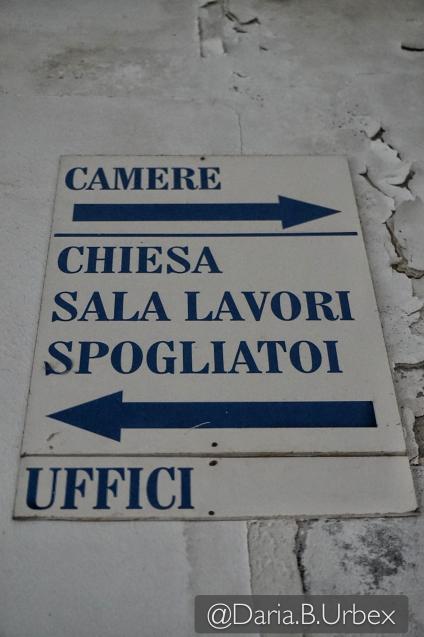 CAMERE
CHIESA
SALA LAVORI
SPOGLIATOI
UFFICI
@Daria.B.Urbex